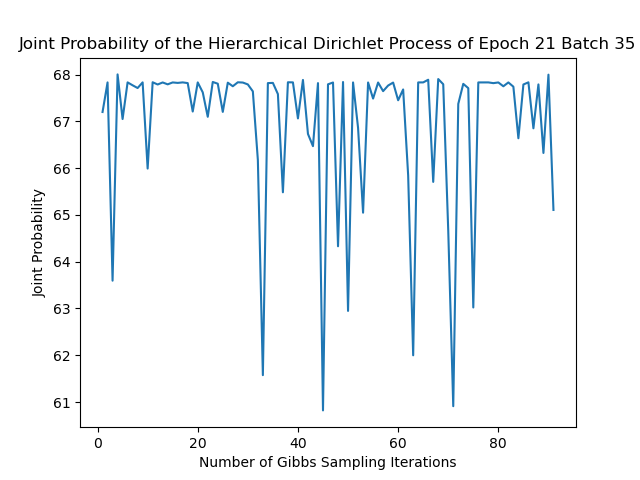 Joint Probability of the Hierarchical Dirichlet Process of Epoch 21 Batch 35
68
67
66
65
64
63
62
61
Joint Probability
0 20 40 60 80
Number of Gibbs Sampling Iterations